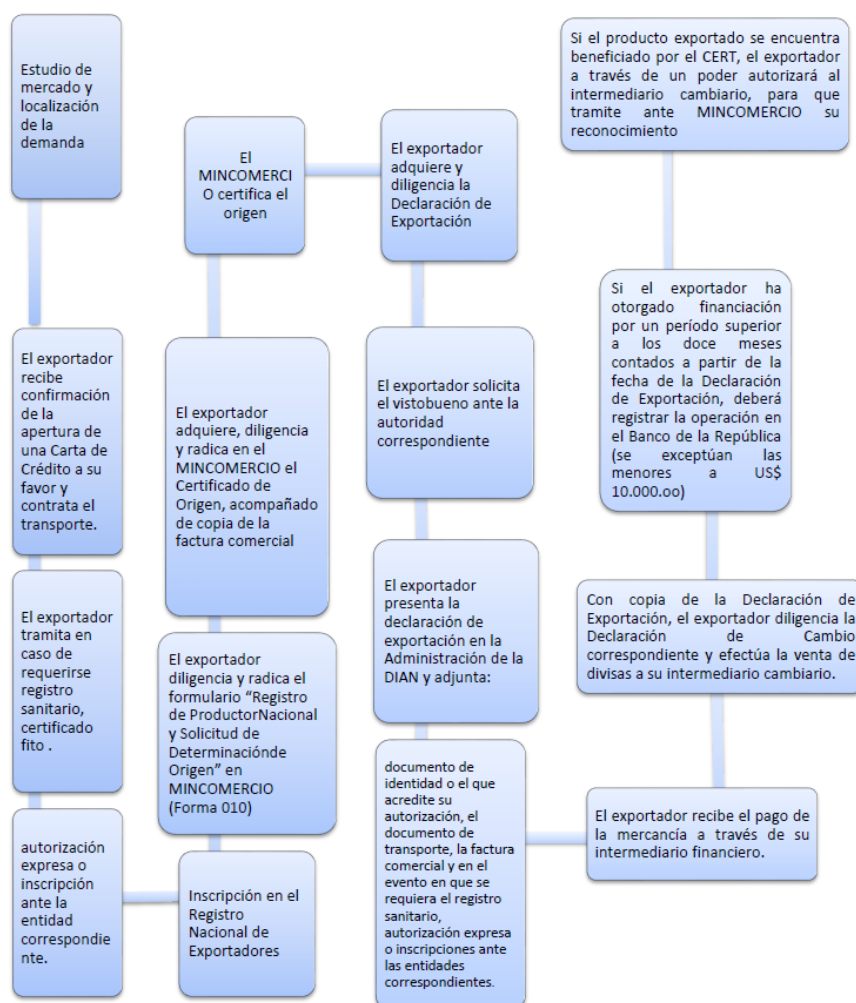 Estudio de
mercado y
localización
de la
demanda
El exportador
recibe
confirmación
de la
apertura de
una Carta de
Crédito a su
favor y
contrata el
transporte.
El exportador
tramita en
caso de
requerirse
registro
sanitario,
certificado
fito .
autorización
expresa o
inscripción
ante la
entidad
correspondie
nte.
Inscripción en el
Registro
Nacional de
Exportadores
El exportador
diligencia y radica el
formulario “Registro
de ProductorNacional
y Solicitud de
Determinaciónde
Origen” en
MINCOMERCIO
(Forma 010)
El exportador
adquiere, diligencia
y radica en el
MINCOMERCIO el
Certificado de
Origen, acompañado
de copia de la
factura comercial
El
MINCOMERCI
O certifica el
origen
El exportador
adquiere y
diligencia la
Declaración de
Exportación
El exportador solicita
el vistobueno ante la
autoridad
correspondiente
El exportador
presenta la
declaración de
exportación en la
Administración de la
DIAN y adjunta:
documento de
identidad o el que
acredite su
autorización, el
documento de
transporte, la factura
comercial y en el
evento en que se
requiera el registro
sanitario,
autorización expresa
o inscripciones ante
las entidades
correspondientes.
El exportador recibe el pago de
la mercancía a través de su
intermediario financiero.
Con copia de la Declaración de
Exportación, el exportador diligencia la
Declaración de Cambio
correspondiente y efectúa la venta de
divisas a su intermediario cambiario.
Si el exportador ha
otorgado financiación
por un período superior
a los doce meses
contados a partir de la
fecha de la Declaración
de Exportación, deberá
registrar la operación en
el Banco de la República
(se exceptúan las
menores a US$
10.000.oo)
Si el producto exportado se encuentra
beneficiado por el CERT, el exportador
a través de un poder autorizará al
intermediario cambiario, para que
tramite ante MINCOMERCIO su
reconocimiento